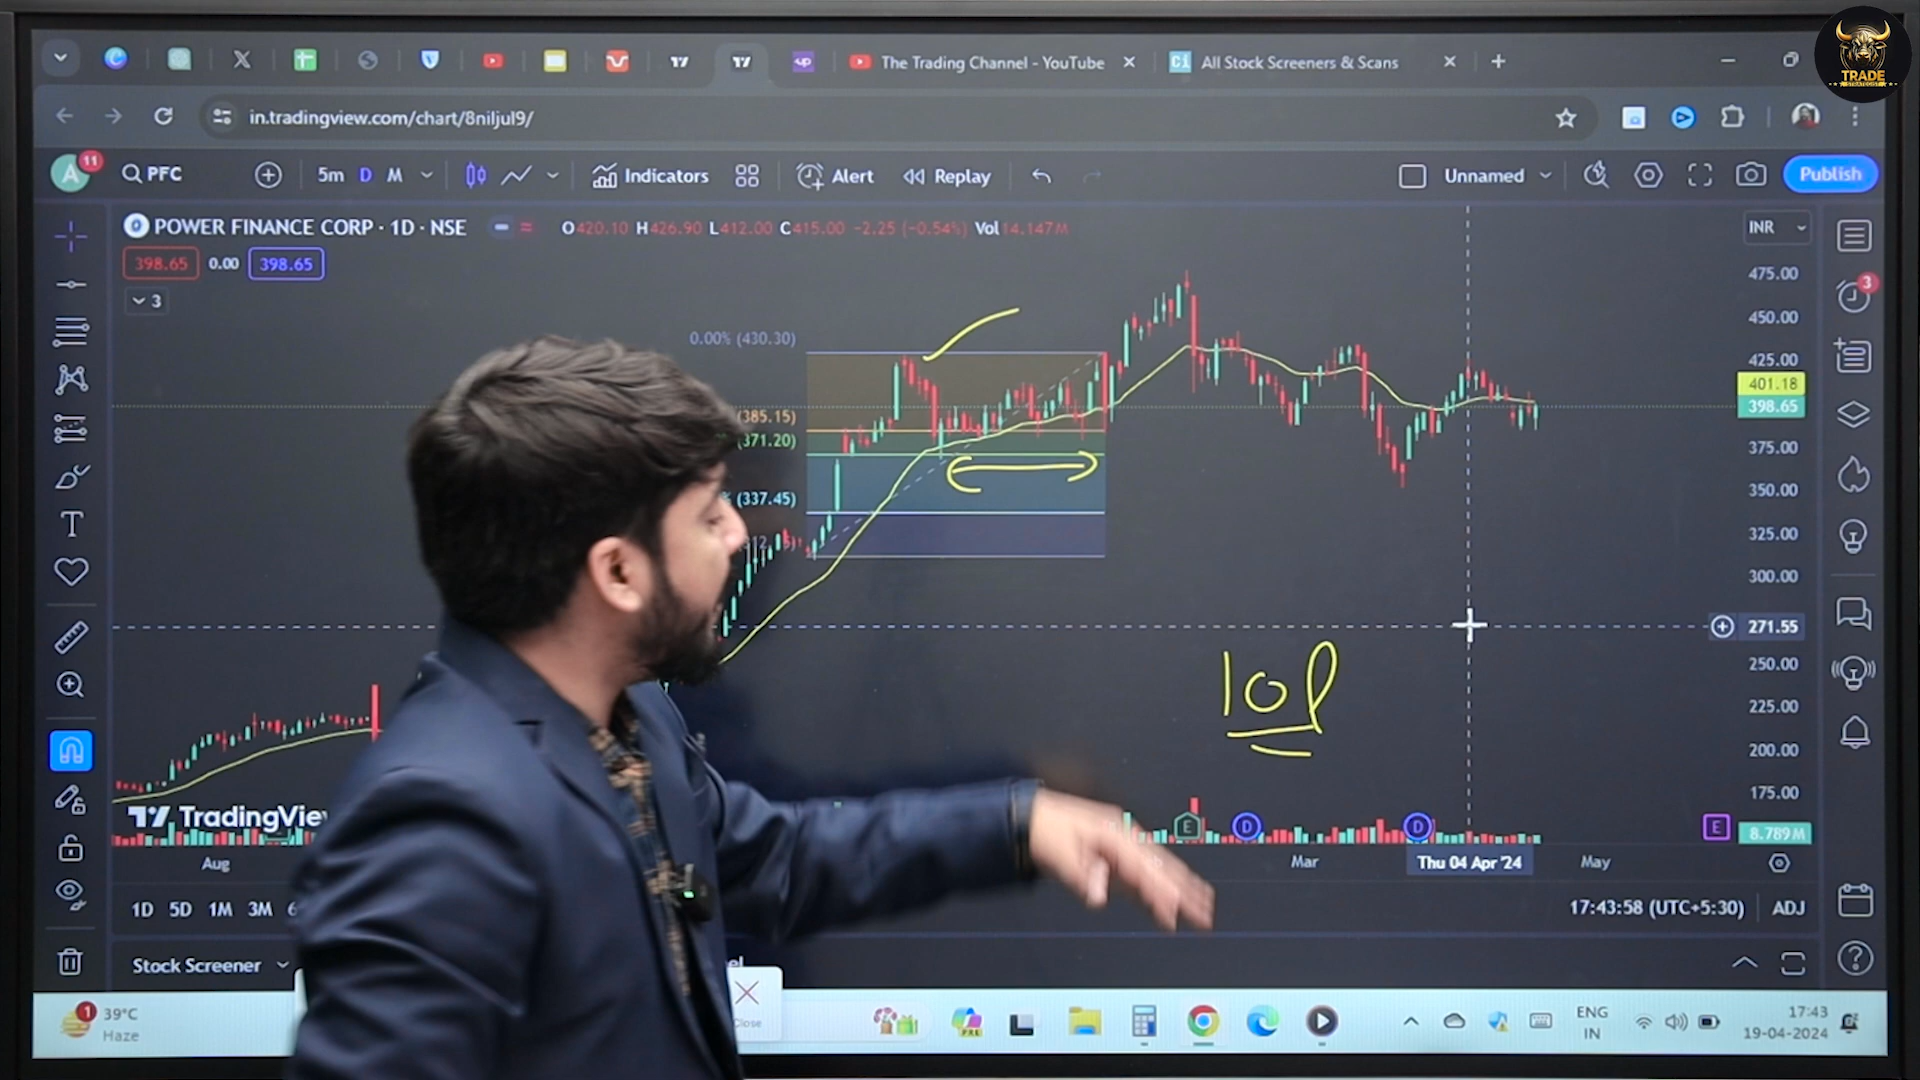 The Trading Channel - YouTube
All Stock Screeners & Scans
TRADE
in.tradingview.com/chart/8niljul9/
A 11 PFC 5m D M Indicators Alert Replay Unnamed Publish
POWER FINANCE CORP · 1D · NSE O420.10 H426.90 L412.00 C415.00 -2.25 (-0.54%) Vol14.147M INR
398.65 0.00 398.65
3
475.00
450.00
425.00
401.18
398.65
375.00
350.00
325.00
300.00
271.55
250.00
225.00
200.00
175.00
8.789M
3
0.00% (430.30)
(385.15)
(371.20)
(337.45)
TradingVie
E D D E
Aug Mar Thu 04 Apr '24 May
1D 5D 1M 3M 17:43:58 (UTC+5:30) ADJ
Stock Screener
Close
1 39°C
Haze
ENG
IN
17:43
19-04-2024